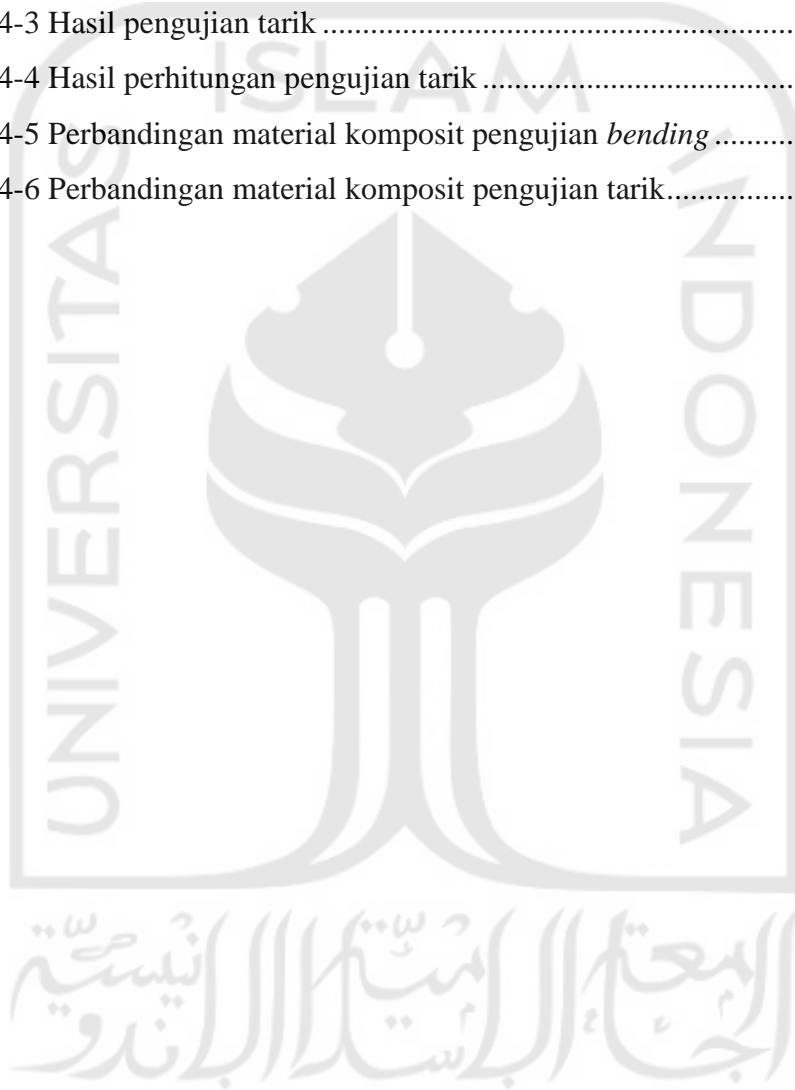 4-3 Hasil pengujian tarik ..........................................................................
4-4 Hasil perhitungan pengujian tarik ..................................................
4-5 Perbandingan material komposit pengujian bending ............
4-6 Perbandingan material komposit pengujian tarik..................
ISLAM
UNIVERSITAS
INDONESIA